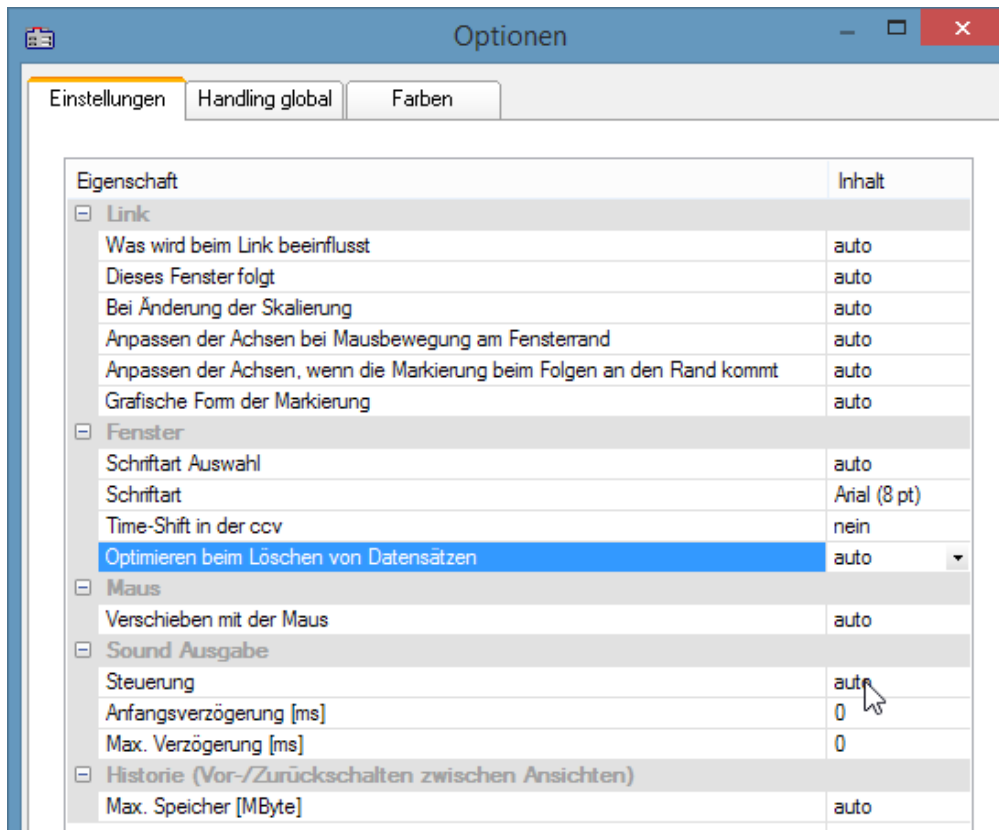 Optionen
Einstellungen Handling global Farben
Eigenschaft Inhalt
Link
Was wird beim Link beeinflusst auto
Dieses Fenster folgt auto
Bei Änderung der Skalierung auto
Anpassen der Achsen bei Mausbewegung am Fensterrand auto
Anpassen der Achsen, wenn die Markierung beim Folgen an den Rand kommt auto
Grafische Form der Markierung auto
Fenster
Schriftart Auswahl auto
Schriftart Arial (8 pt)
Time-Shift in der ccv nein
Optimieren beim Löschen von Datensätzen auto
Maus
Verschieben mit der Maus auto
Sound Ausgabe
Steuerung auto
Anfangsverzögerung [ms] 0
Max. Verzögerung [ms] 0
Historie (Vor-/Zurückschalten zwischen Ansichten)
Max. Speicher [MByte] auto